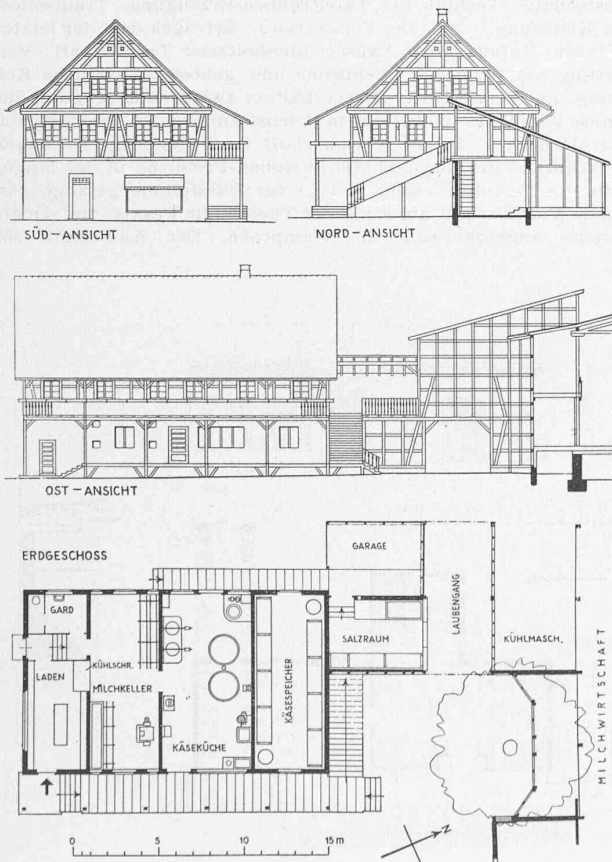 SÜD-ANSICHT
NORD-ANSICHT
OST-ANSICHT
ERDGESCHOSS
GARAGE
LAUBENGANG
GARD
SALZRAUM
KÜHLMASCH.
LADEN
KÜHLSCHR.
MILCHKELLER
KÄSEKÜCHE
KÄSESPEICHER
MILCHWIRTSCHAFT
N
0 5 10 15 m